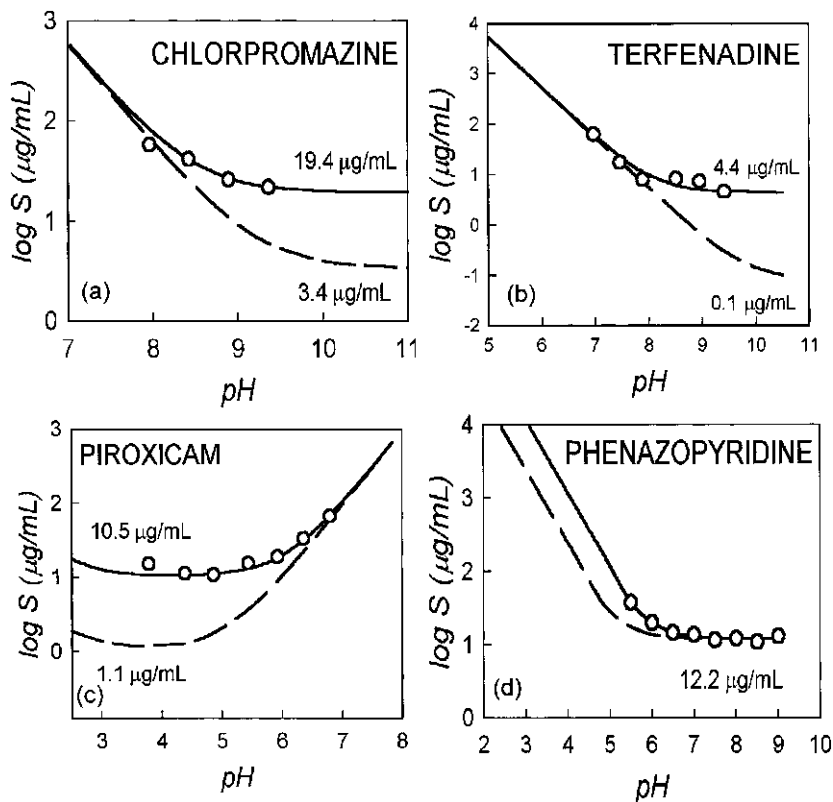 CHLORPROMAZINE
log S (μg/mL)
3
2
1
0
19.4 μg/mL
3.4 μg/mL
(a)
7 8 9 10 11
pH
TERFENADINE
log S (μg/mL)
4
3
2
1
0
-1
-2
4.4 μg/mL
0.1 μg/mL
(b)
5 6 7 8 9 10 11
pH
PIROXICAM
log S (μg/mL)
3
2
1
0
10.5 μg/mL
1.1 μg/mL
(c)
3 4 5 6 7 8
pH
PHENAZOPYRIDINE
log S (μg/mL)
4
3
2
1
0
12.2 μg/mL
(d)
2 3 4 5 6 7 8 9 10
pH